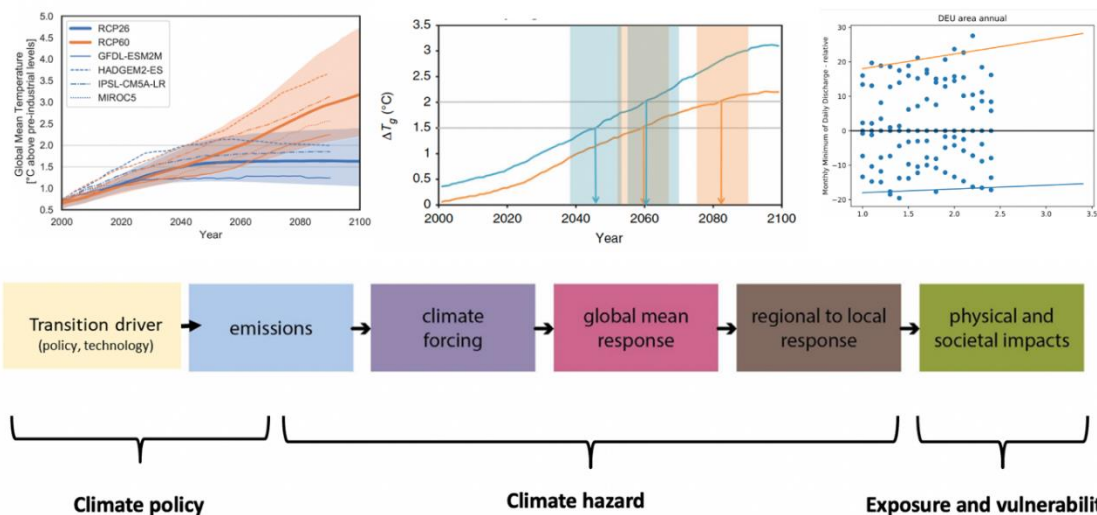 5.0
4.5
4.0
3.5
3.0
2.5
2.0
1.5
1.0
0.5
Global Mean Temperature
[°C above pre-industrial levels]
RCP26
RCP60
GFDL-ESM2M
HADGEM2-ES
IPSL-CM5A-LR
MIROC5
2000 2020 2040 2060 2080 2100
Year
3.5
3
2.5
2
1.5
1
0.5
0
ΔTg (°C)
2000 2020 2040 2060 2080 2100
Year
DEU area annual
Monthly Minimum of Daily Discharge - relative
20
10
0
−10
−20
1.0 1.5 2.0 2.5 3.0 3.5
Transition driver
(policy, technology)
emissions
climate
forcing
global mean
response
regional to local
response
physical and
societal impacts
Climate policy
Climate hazard
Exposure and vulnerabilit